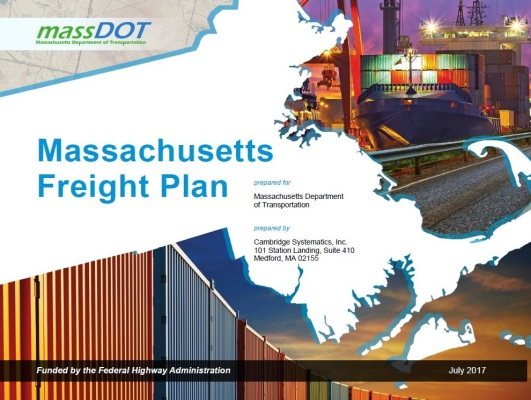 massDOT
Massachusetts Department of Transportation
Massachusetts
Freight Plan
prepared for
Massachusetts Department
of Transportation
prepared by
Cambridge Systematics, Inc.
101 Station Landing, Suite 410
Medford, MA 02155
Funded by the Federal Highway Administration
July 2017